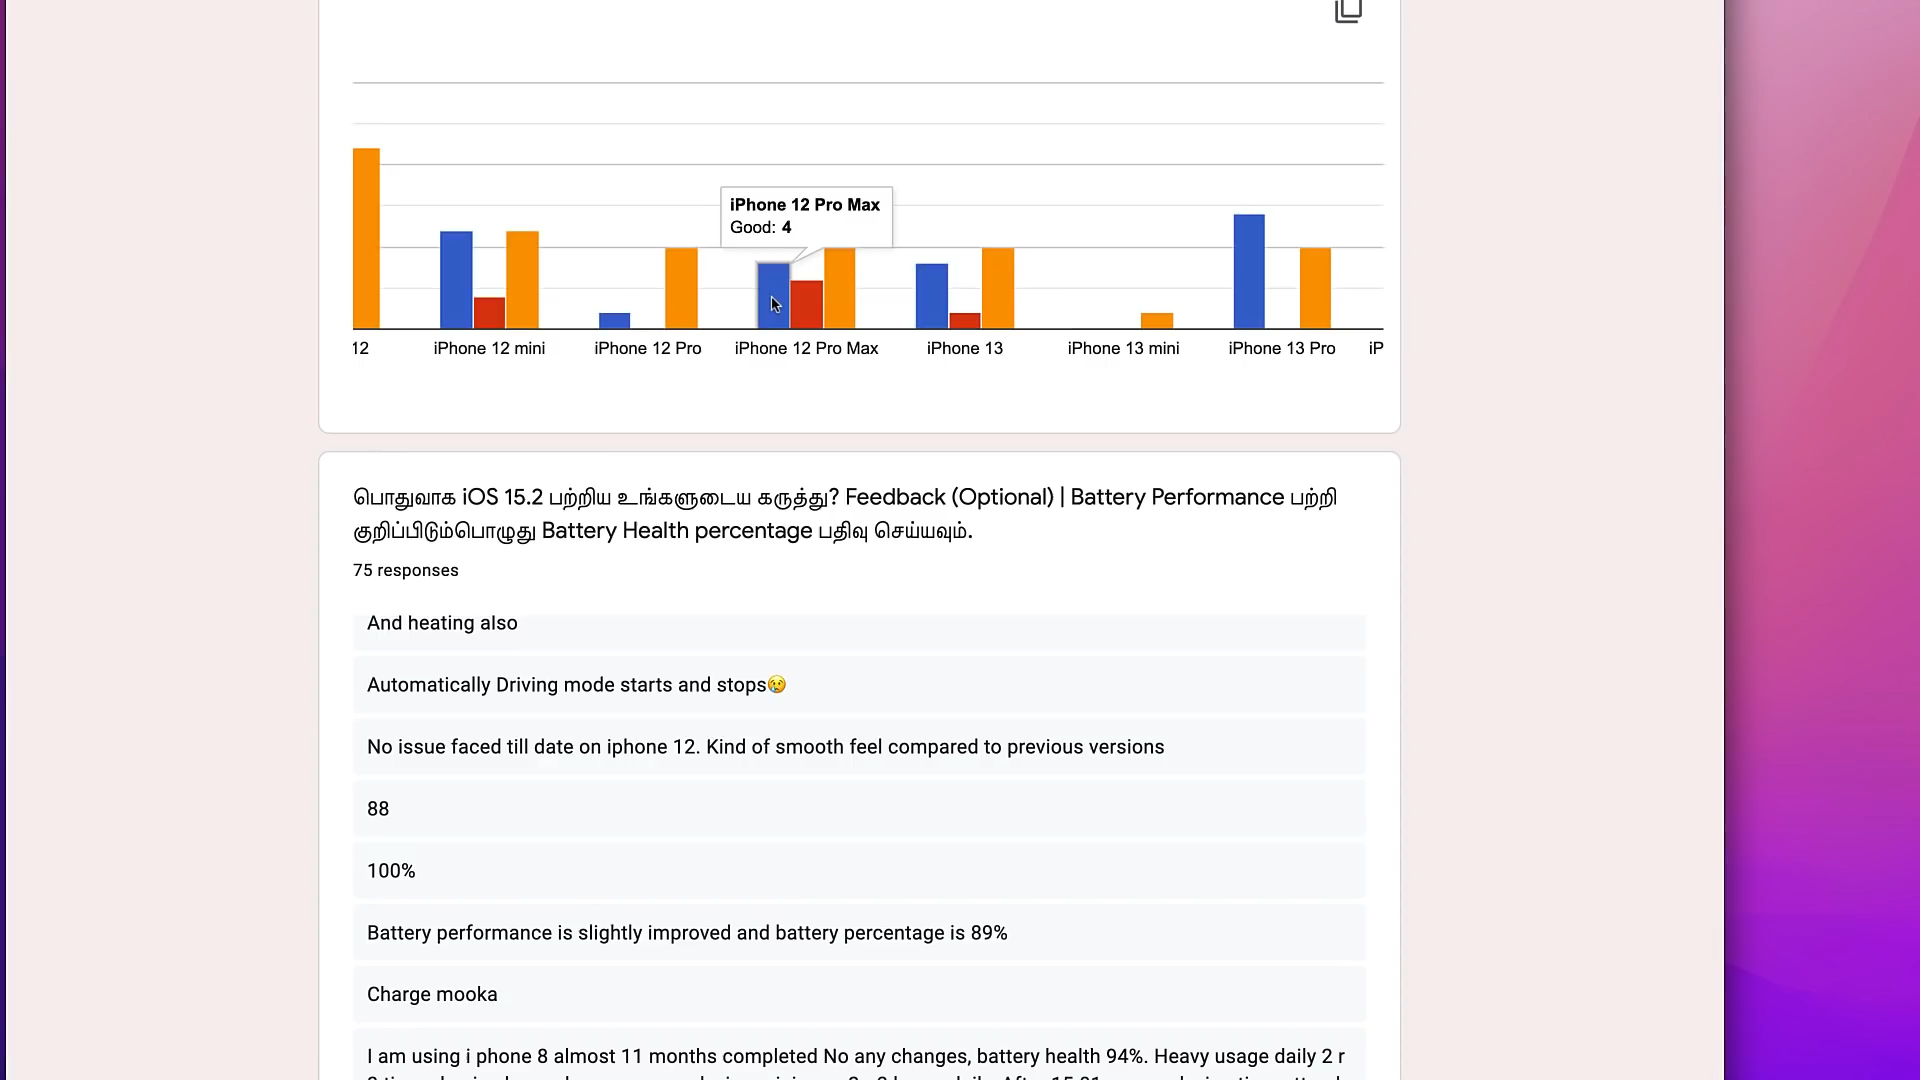 iPhone 12 Pro Max
Good: 4
12 iPhone 12 mini iPhone 12 Pro iPhone 12 Pro Max iPhone 13 iPhone 13 mini iPhone 13 Pro iP
பொதுவாக iOS 15.2 பற்றிய உங்களுடைய கருத்து? Feedback (Optional) | Battery Performance பற்றி
குறிப்பிடும்பொழுது Battery Health percentage பதிவு செய்யவும்.
75 responses
And heating also
Automatically Driving mode starts and stops😢
No issue faced till date on iphone 12. Kind of smooth feel compared to previous versions
88
100%
Battery performance is slightly improved and battery percentage is 89%
Charge mooka
I am using i phone 8 almost 11 months completed No any changes, battery health 94%. Heavy usage daily 2 r